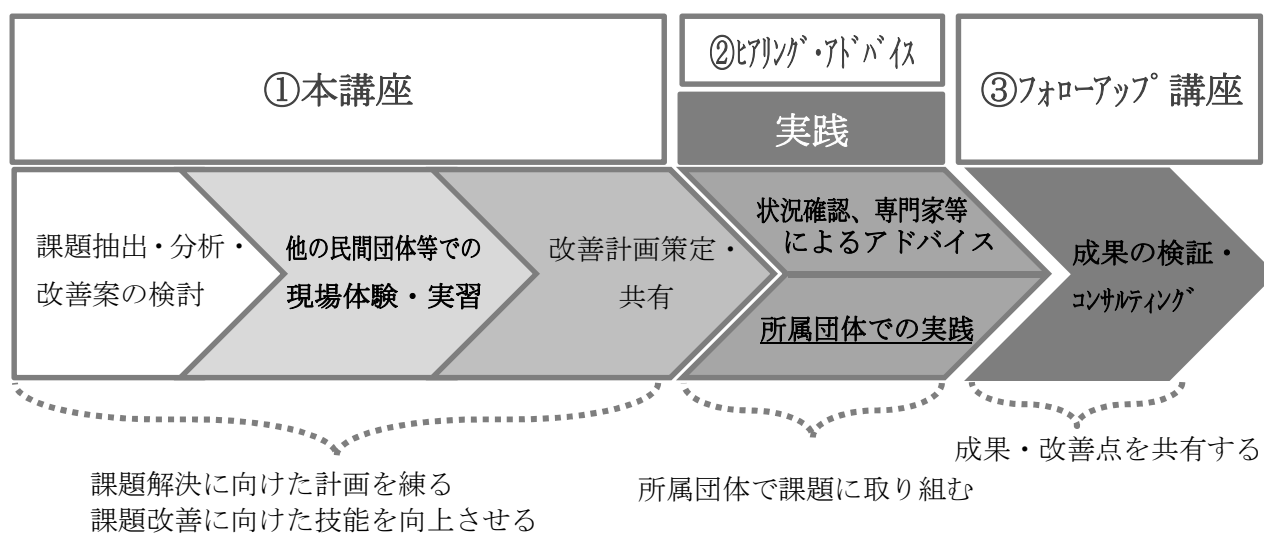 ①本講座
②ﾋｱﾘﾝｸﾞ・ｱﾄﾞﾊﾞｲｽ
実践
③ﾌｫﾛｰｱｯﾌﾟ講座
課題抽出・分析・
改善案の検討
他の民間団体等での
現場体験・実習
改善計画策定・
共有
状況確認、専門家等
によるアドバイス
所属団体での実践
成果の検証・
ｺﾝｻﾙﾃｨﾝｸﾞ
課題解決に向けた計画を練る
課題改善に向けた技能を向上させる
所属団体で課題に取り組む
成果・改善点を共有する